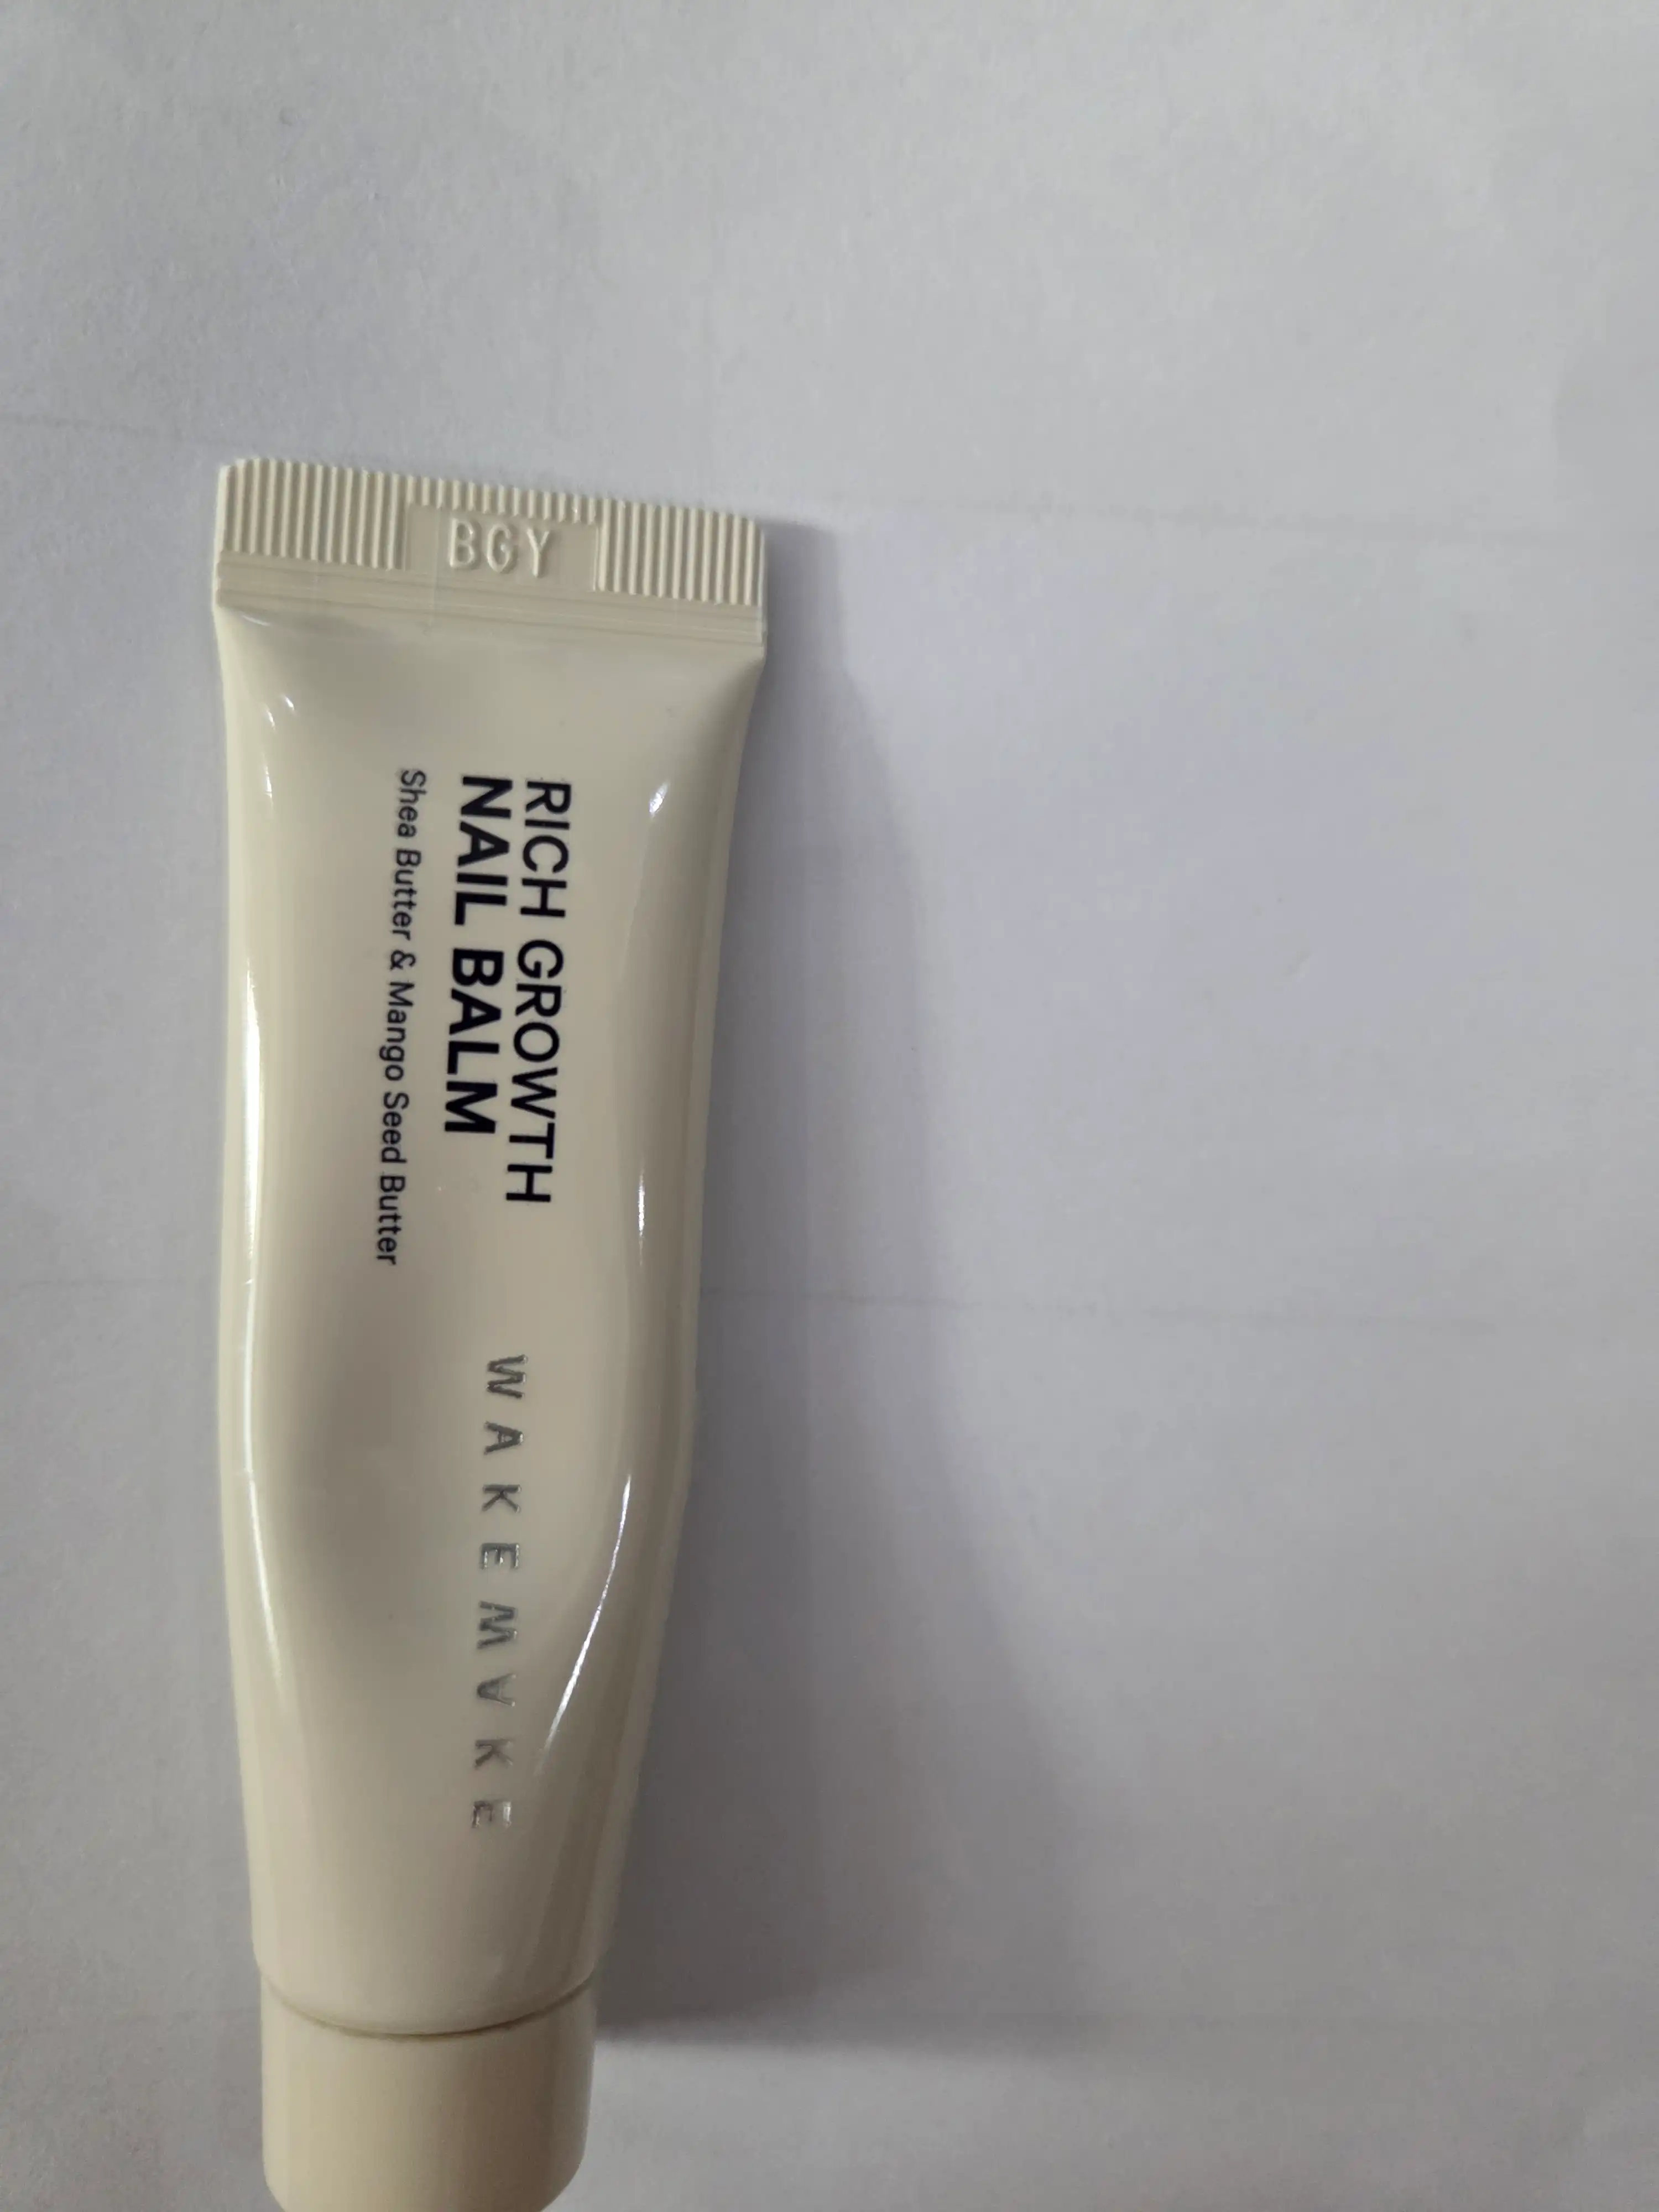 BGY
RICH GROWTH
NAIL BALM
Shea Butter & Mango Seed Butter
WAKEMAKE